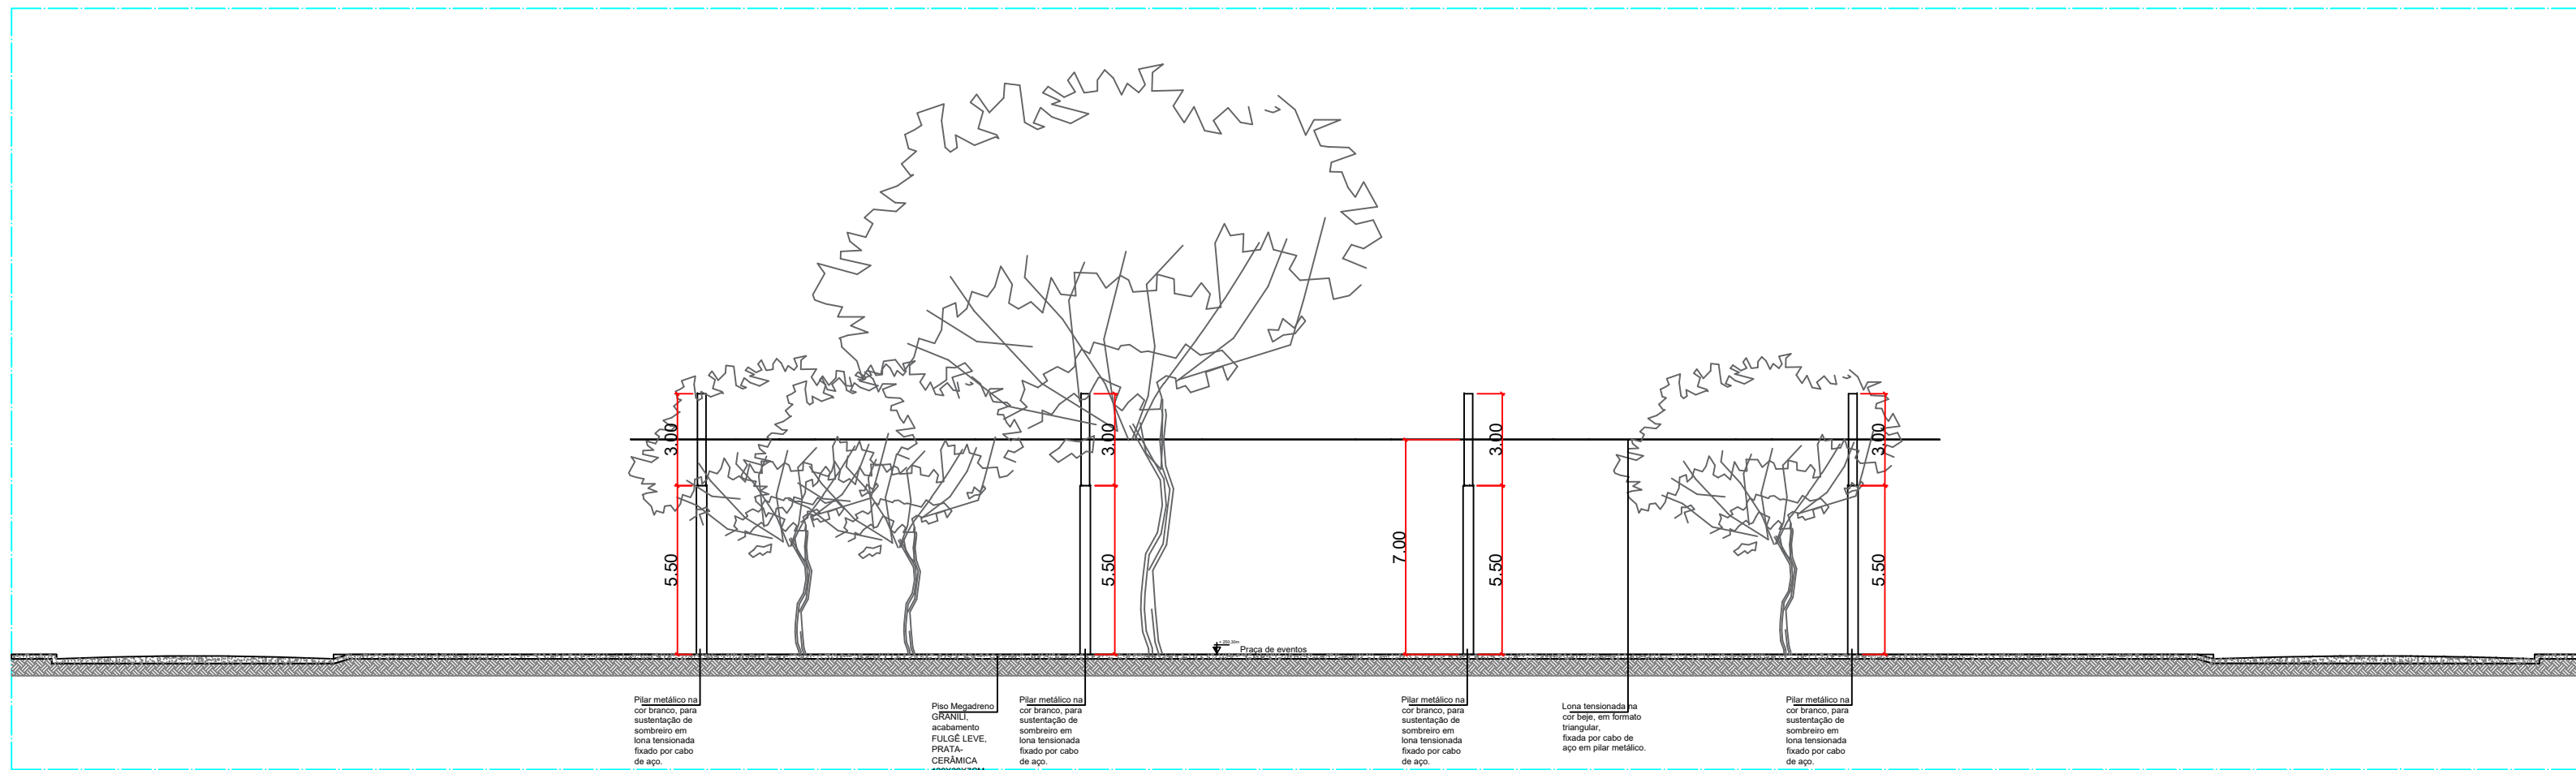 3.00
3.00
3.00
3.00
7.00
5.50
5.50
5.50
5.50
Praça de eventos
Pilar metálico na
cor branco, para
sustentação de
sombreiro em
lona tensionada
fixado por cabo
de aço.
Piso Megadreno
GRANILI,
acabamento
FULGÊ LEVE,
PRATA-
CERÂMICA
Pilar metálico na
cor branco, para
sustentação de
sombreiro em
lona tensionada
fixado por cabo
de aço.
Pilar metálico na
cor branco, para
sustentação de
sombreiro em
lona tensionada
fixado por cabo
de aço.
Lona tensionada na
cor beje, em formato
triangular,
fixada por cabo de
aço em pilar metálico.
Pilar metálico na
cor branco, para
sustentação de
sombreiro em
lona tensionada
fixado por cabo
de aço.